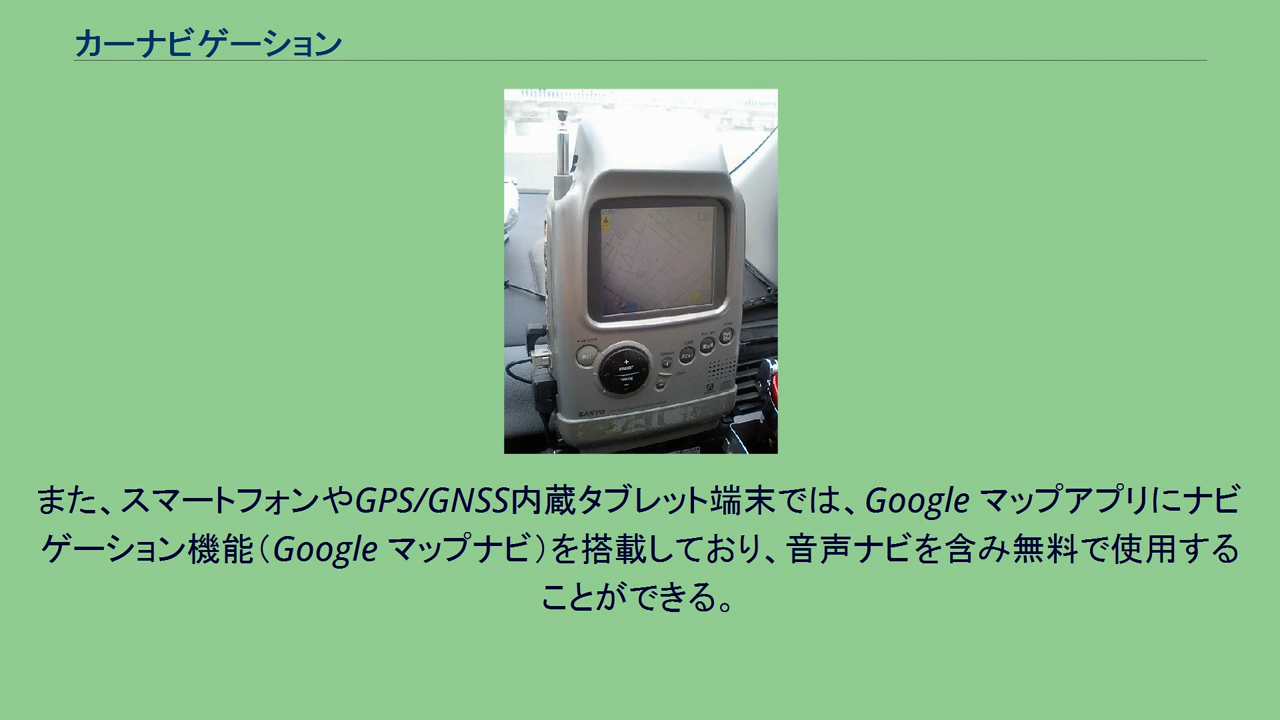 カーナビゲーション
SANYO
また、スマートフォンやGPS/GNSS内蔵タブレット端末では、Google マップアプリにナビ
ゲーション機能（Google マップナビ）を搭載しており、音声ナビを含み無料で使用する
ことができる。